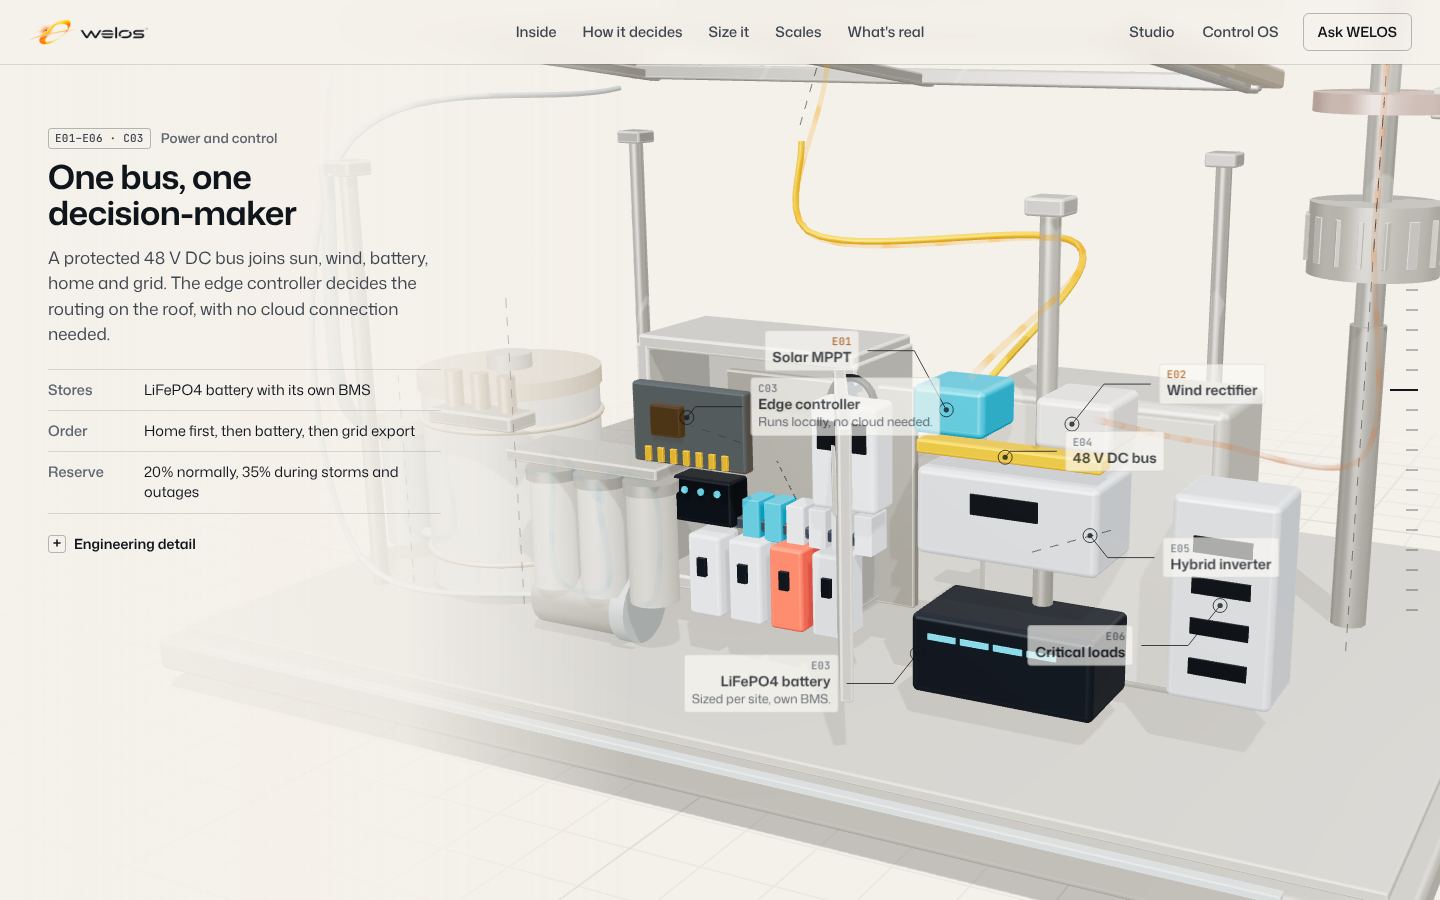 welos
Inside
How it decides
Size it
Scales
What's real
Studio
Control OS
Ask WELOS
E01–E06 · C03
Power and control
One bus, one
decision-maker
A protected 48 V DC bus joins sun, wind, battery,
home and grid. The edge controller decides the
routing on the roof, with no cloud connection
needed.
Stores
LiFePO4 battery with its own BMS
Order
Home first, then battery, then grid export
Reserve
20% normally, 35% during storms and
outages
+ Engineering detail
E01
Solar MPPT
C03
Edge controller
Runs locally, no cloud needed.
E02
Wind rectifier
E04
48 V DC bus
E05
Hybrid inverter
E06
Critical loads
E03
LiFePO4 battery
Sized per site, own BMS.